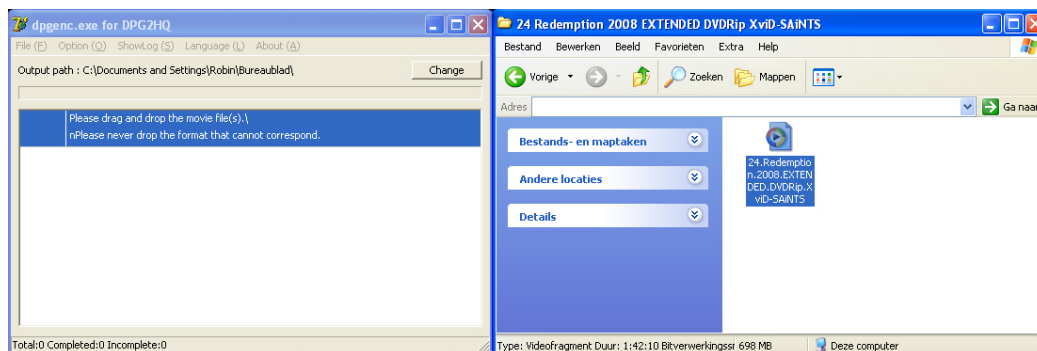 dpgenc.exe for DPG2HQ
File (F) Option (O) ShowLog (S) Language (L) About (A)
Output path : C:\Documents and Settings\Robin\Bureaublad\
Change
Please drag and drop the movie file(s).\
nPlease never drop the format that cannot correspond.
Total:0 Completed:0 Incomplete:0
24 Redemption 2008 EXTENDED DVDRip XviD-SAiNTS
Bestand Bewerken Beeld Favorieten Extra Help
Vorige Zoeken Mappen
Adres Ga naar
Bestands- en maptaken
Andere locaties
Details
24.Redemptio
n.2008.EXTEN
DED.DVDRip.X
viD-SAiNTS
Type: Videofragment Duur: 1:42:10 Bitverwerkingssr 698 MB Deze computer